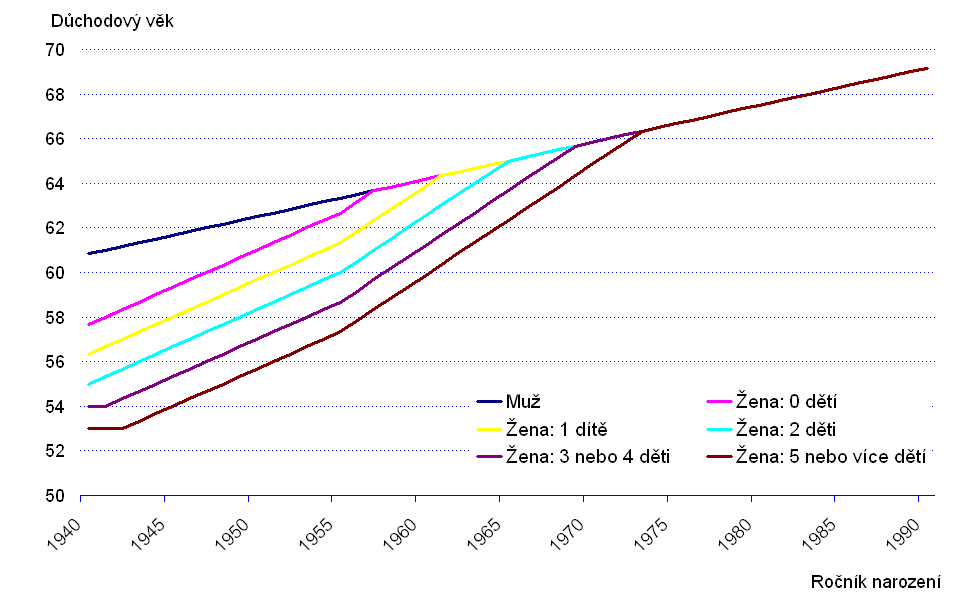 Důchodový věk
70
68
66
64
62
60
58
56
54
52
50
Muž
Žena: 0 dětí
Žena: 1 dítě
Žena: 2 děti
Žena: 3 nebo 4 děti
Žena: 5 nebo více dětí
1940
1945
1950
1955
1960
1965
1970
1975
1980
1985
1990
Ročník narození